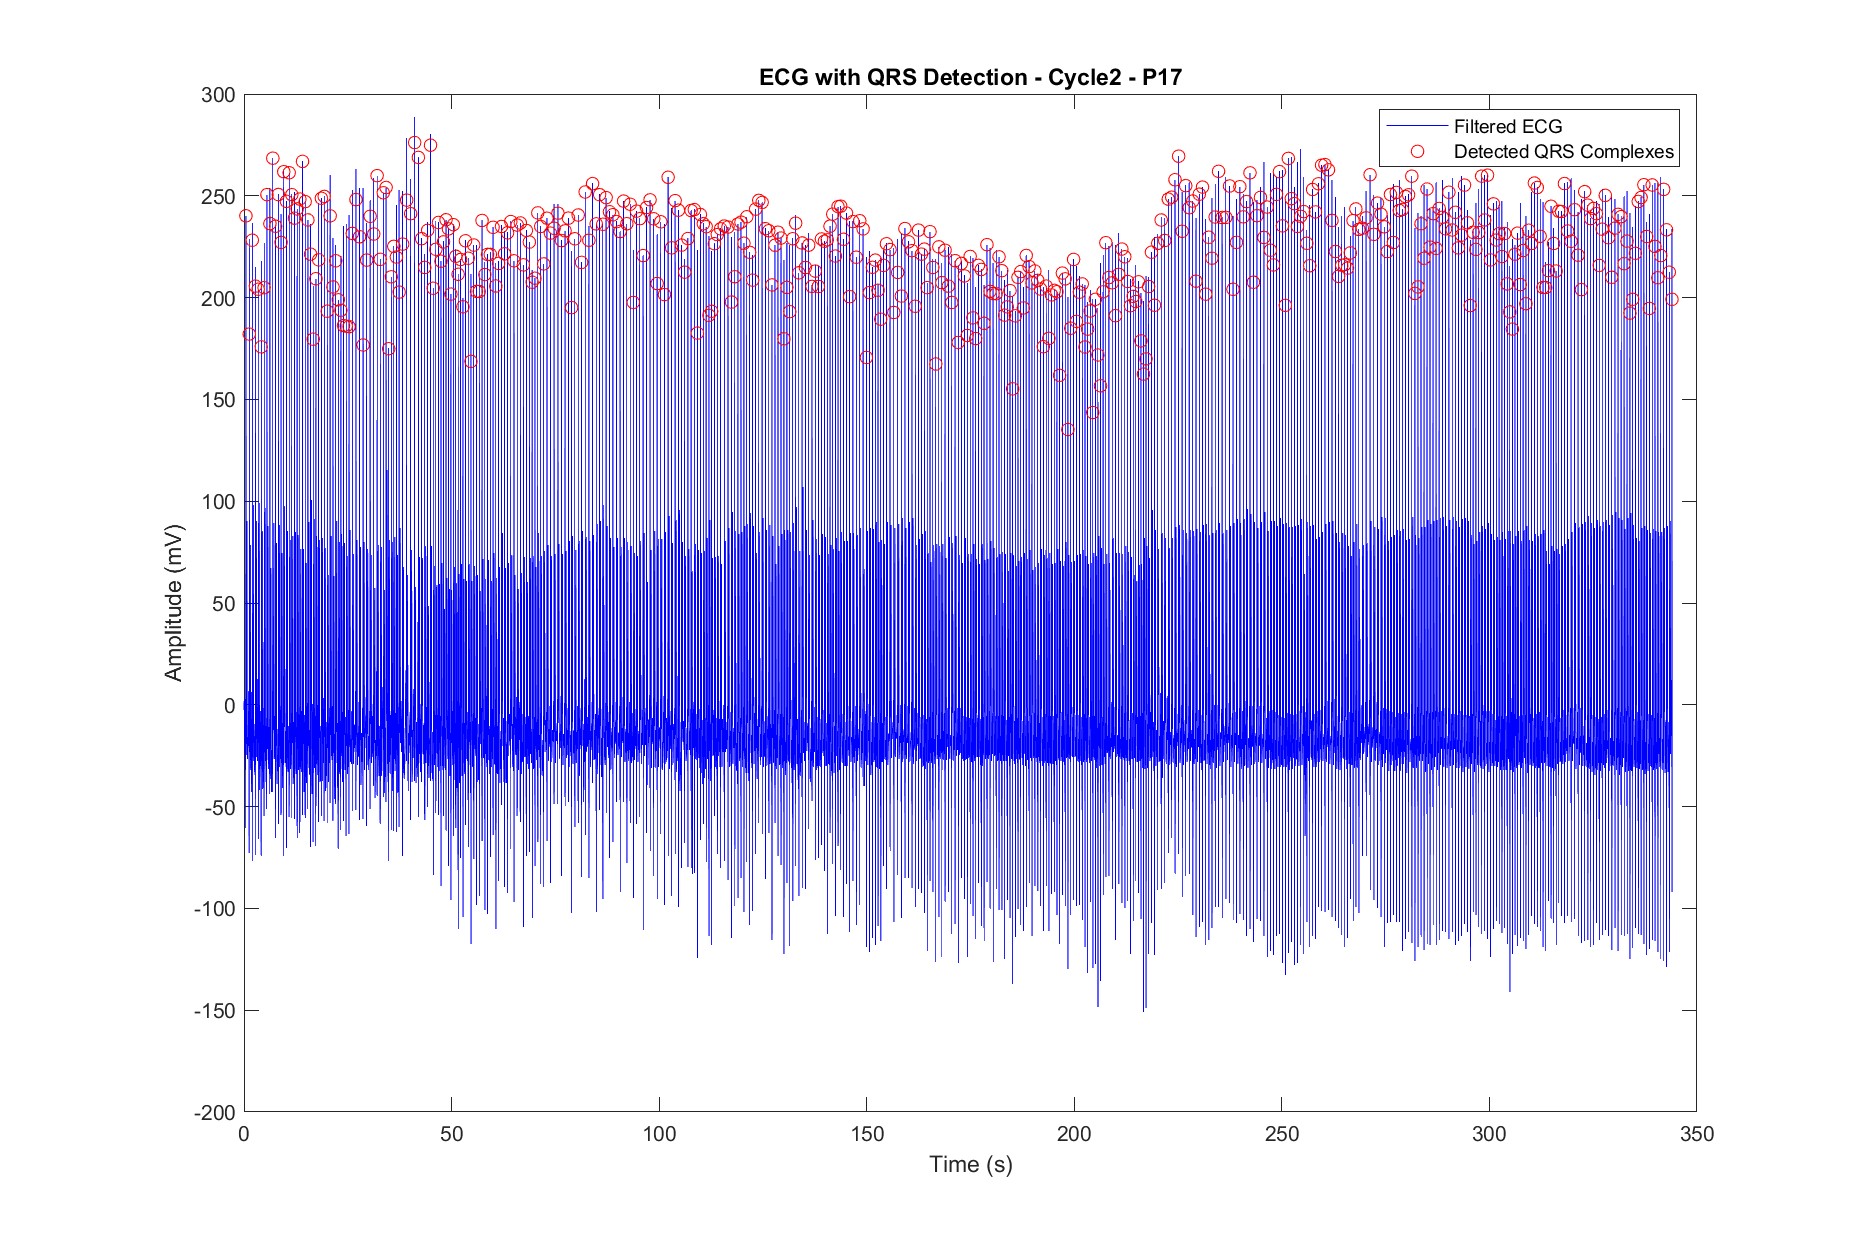 ECG with QRS Detection - Cycle2 - P17
300
250
200
150
100
50
0
-50
-100
-150
-200
Amplitude (mV)
Filtered ECG
Detected QRS Complexes
0 50 100 150 200 250 300 350
Time (s)